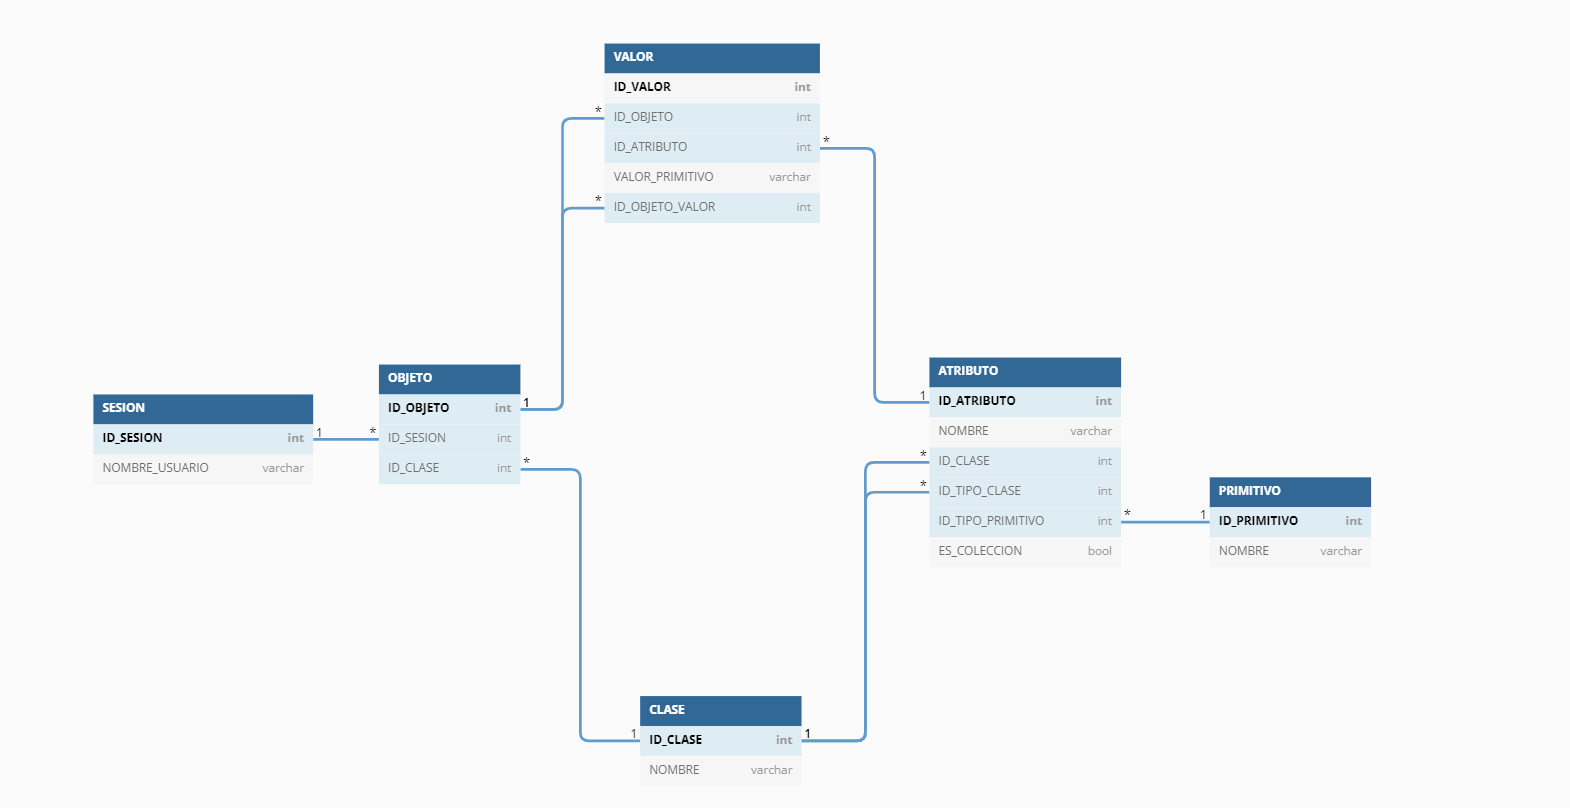 VALOR
ID_VALOR int
* ID_OBJETO int
ID_ATRIBUTO int *
VALOR_PRIMITIVO varchar
* ID_OBJETO_VALOR int
SESION
ID_SESION int 1
NOMBRE_USUARIO varchar
OBJETO
ID_OBJETO int 1
* ID_SESION int
ID_CLASE int *
ATRIBUTO
1 ID_ATRIBUTO int
NOMBRE varchar
* ID_CLASE int
* ID_TIPO_CLASE int
ID_TIPO_PRIMITIVO int *
ES_COLECCION bool
PRIMITIVO
1 ID_PRIMITIVO int
NOMBRE varchar
CLASE
1 ID_CLASE int 1
NOMBRE varchar